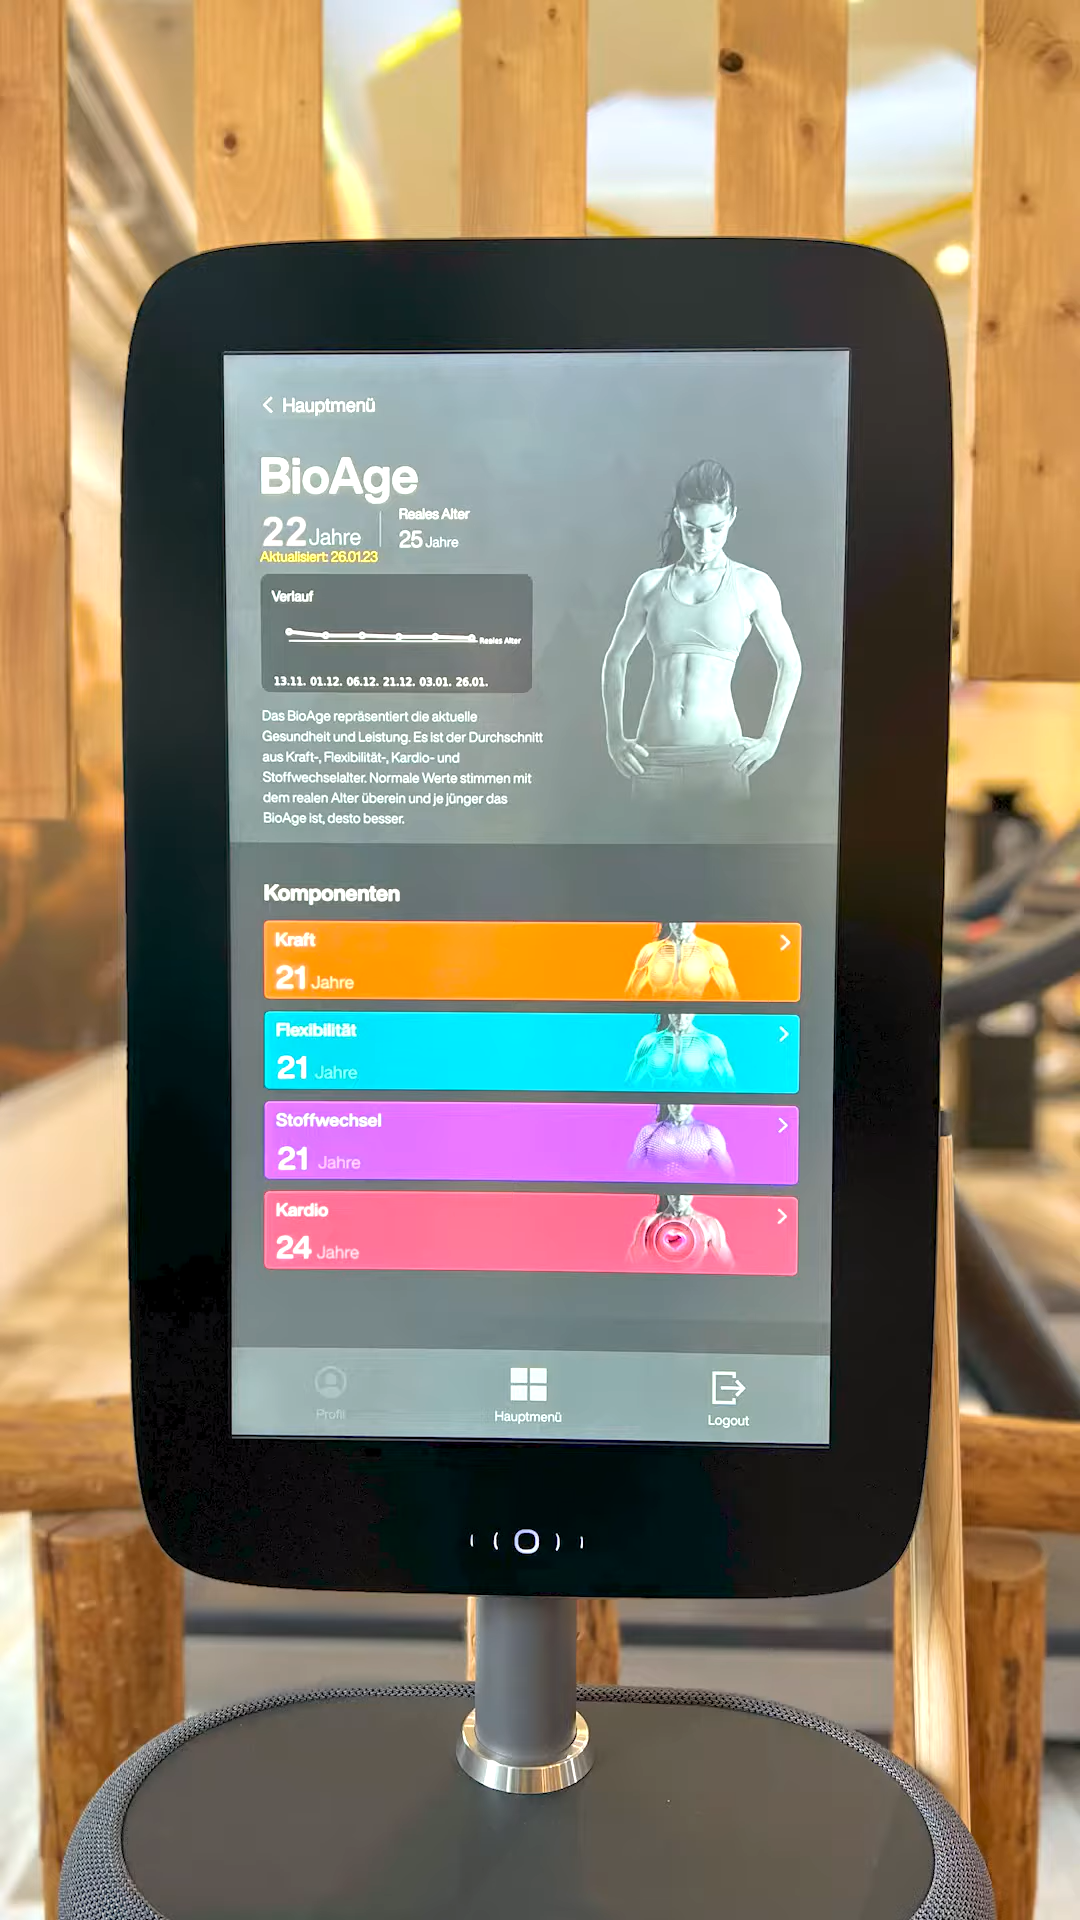 Hauptmenü
BioAge
22 Jahre
Reales Alter
25 Jahre
Aktualisiert: 26.01.23
Verlauf
Reales Alter
13.11. 01.12. 06.12. 21.12. 03.01. 26.01.
Das BioAge repräsentiert die aktuelle
Gesundheit und Leistung. Es ist der Durchschnitt
aus Kraft-, Flexibilität-, Kardio- und
Stoffwechselalter. Normale Werte stimmen mit
dem realen Alter überein und je jünger das
BioAge ist, desto besser.
Komponenten
Kraft
21 Jahre
Flexibilität
21 Jahre
Stoffwechsel
21 Jahre
Kardio
24 Jahre
Profil
Hauptmenü
Logout